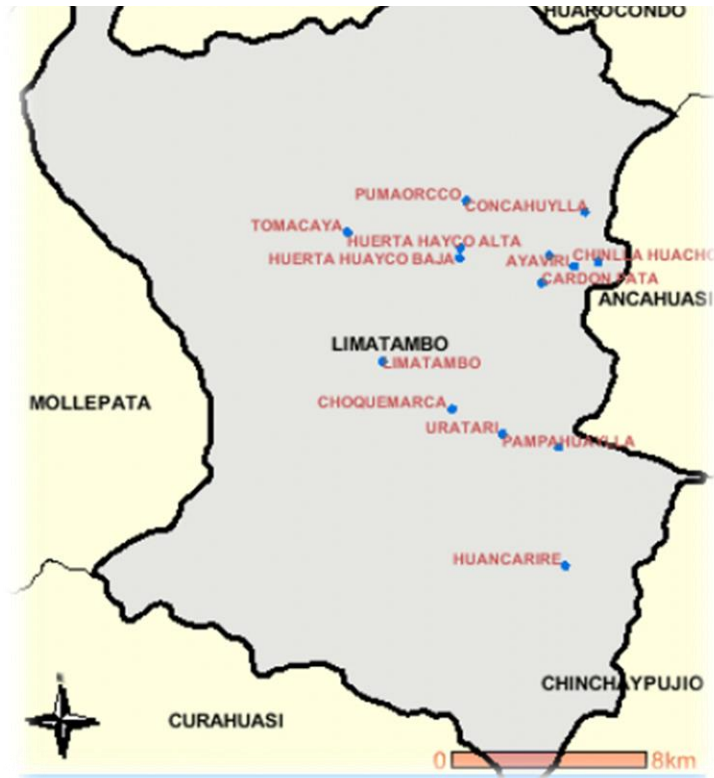 HUAROCONDO
PUMAORCCO
CONCAHUYLLA
TOMACAYA
HUERTA HAYCO ALTA
HUERTA HUAYCO BAJA
AYAVIRI
CHINLLA HUACHO
CARDON PATA
ANCAHUASI
LIMATAMBO
LIMATAMBO
MOLLEPATA
CHOQUEMARCA
URATARI
PAMPAHUAYLLA
HUANCARIRE
CHINCHAYPUJIO
CURAHUASI
0 8km